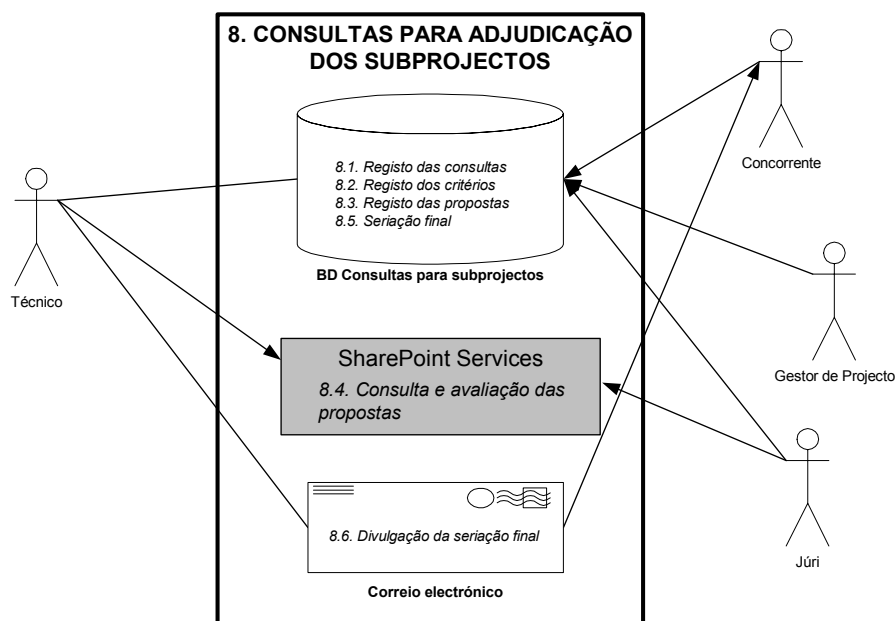 8. CONSULTAS PARA ADJUDICAÇÃO
DOS SUBPROJECTOS
8.1. Registo das consultas
8.2. Registo dos critérios
8.3. Registo das propostas
8.5. Seriação final
BD Consultas para subprojectos
Concorrente
Técnico
SharePoint Services
8.4. Consulta e avaliação das
propostas
Gestor de Projecto
8.6. Divulgação da seriação final
Correio electrónico
Júri